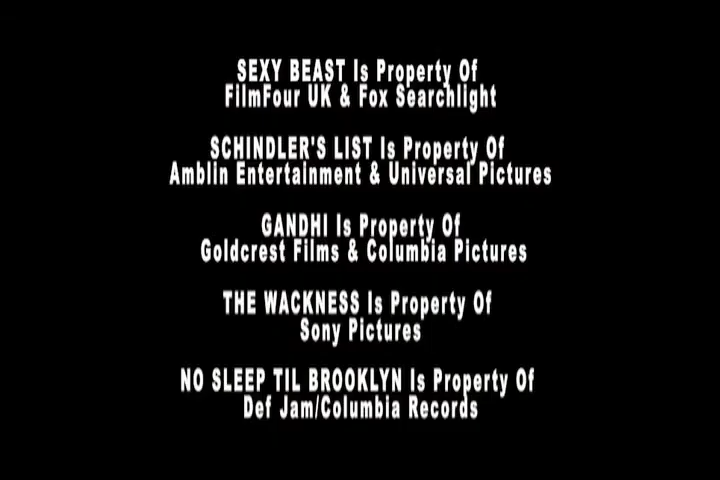 SEXY BEAST Is Property Of
FilmFour UK & Fox Searchlight
SCHINDLER'S LIST Is Property Of
Amblin Entertainment & Universal Pictures
GANDHI Is Property Of
Goldcrest Films & Columbia Pictures
THE WACKNESS Is Property Of
Sony Pictures
NO SLEEP TIL BROOKLYN Is Property Of
Def Jam/Columbia Records